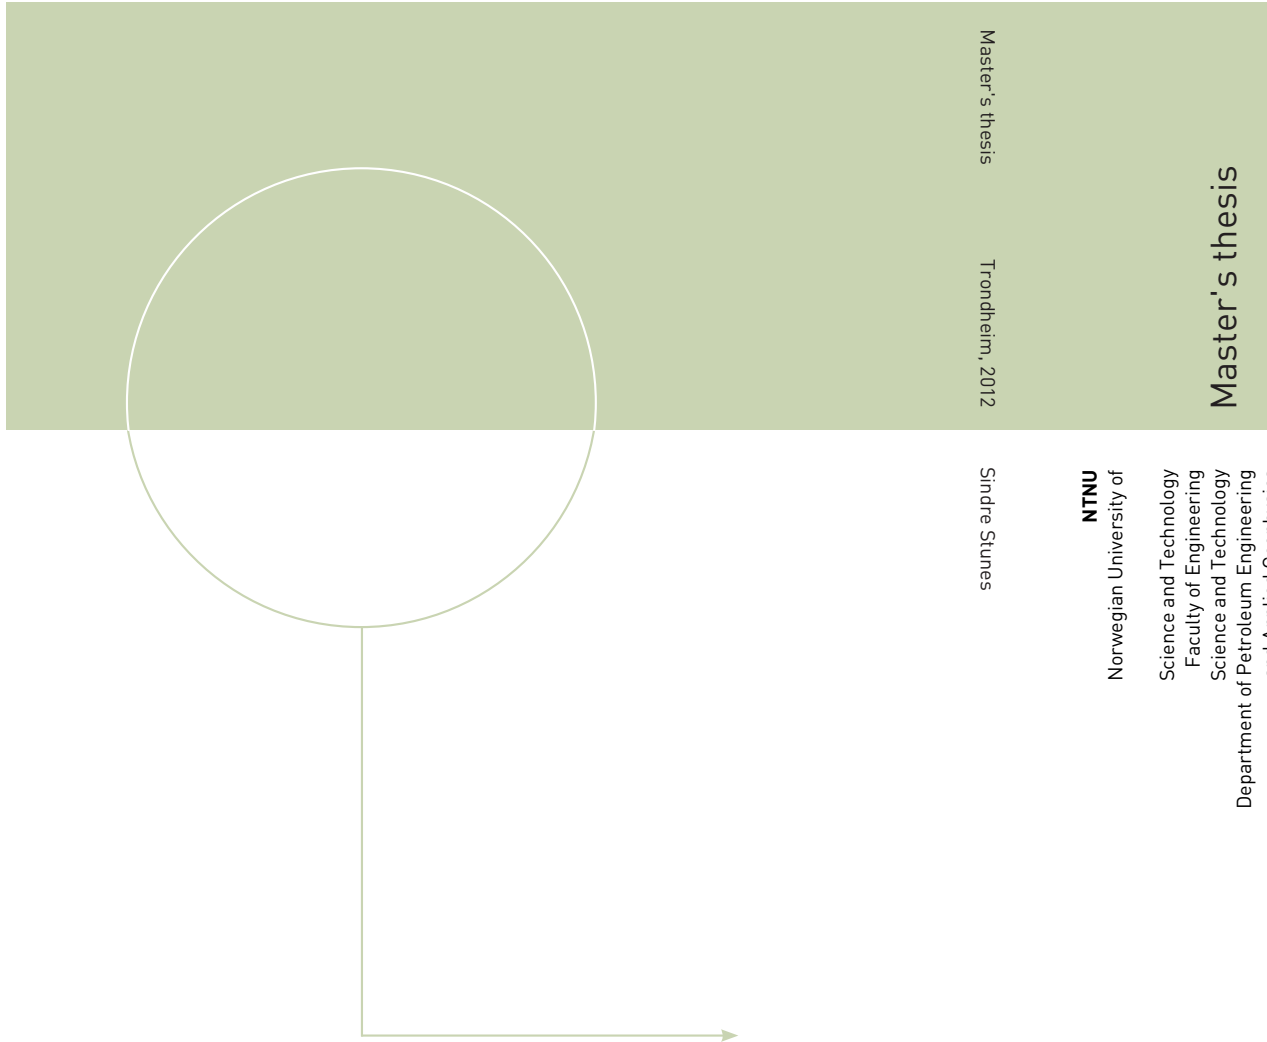 Master's thesis
Trondheim, 2012
Sindre Stunes
Master's thesis
NTNU
Norwegian University of
Science and Technology
Faculty of Engineering
Science and Technology
Department of Petroleum Engineering